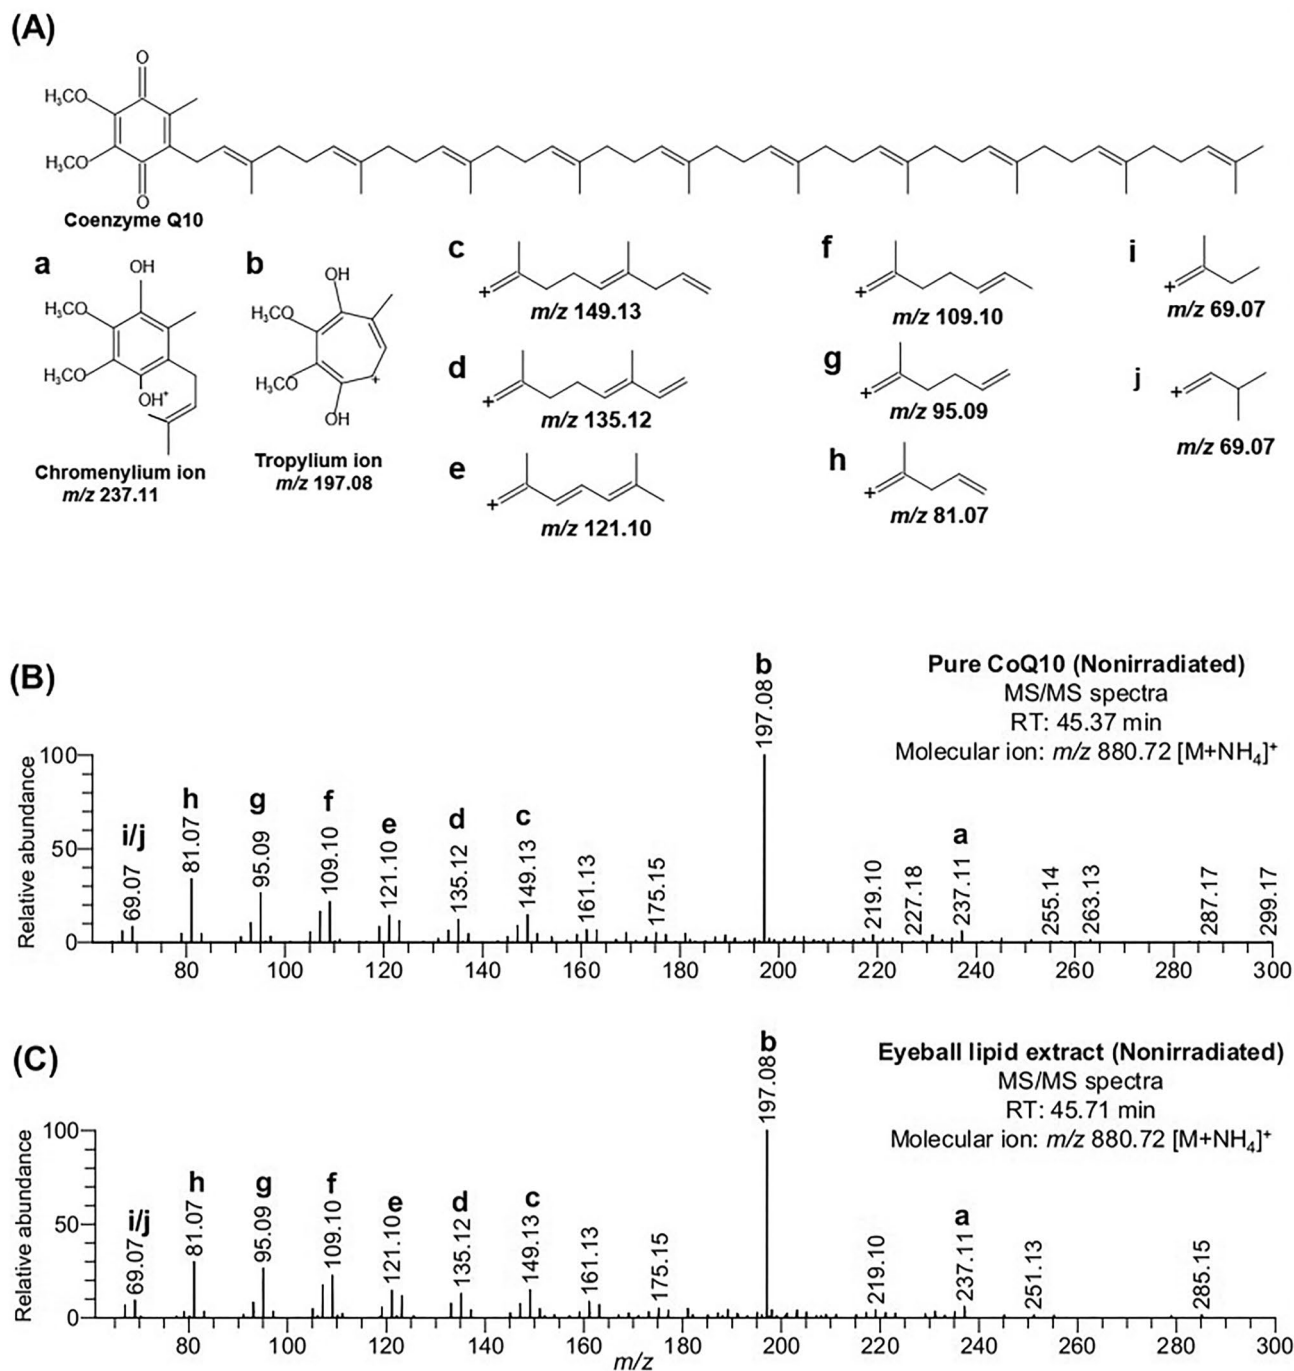 (A)
O
H₃CO
H₃CO
O
Coenzyme Q10
a
OH
H₃CO
H₃CO
OH⁺
Chromenylium ion
m/z 237.11
b
OH
H₃CO
H₃CO
+
OH
Tropylium ion
m/z 197.08
c
+
m/z 149.13
d
+
m/z 135.12
e
+
m/z 121.10
f
+
m/z 109.10
g
+
m/z 95.09
h
+
m/z 81.07
i
+
m/z 69.07
j
+
m/z 69.07
(B)
Pure CoQ10 (Nonirradiated)
MS/MS spectra
RT: 45.37 min
Molecular ion: m/z 880.72 [M+NH₄]⁺
Relative abundance
100
50
0
i/j
69.07
h
81.07
g
95.09
f
109.10
e
121.10
d
135.12
c
149.13
161.13
175.15
b
197.08
219.10
227.18
a
237.11
255.14
263.13
287.17
299.17
80 100 120 140 160 180 200 220 240 260 280 300
(C)
Eyeball lipid extract (Nonirradiated)
MS/MS spectra
RT: 45.71 min
Molecular ion: m/z 880.72 [M+NH₄]⁺
Relative abundance
100
50
0
i/j
69.07
h
81.07
g
95.09
f
109.10
e
121.10
d
135.12
c
149.13
161.13
175.15
b
197.08
219.10
a
237.11
251.13
285.15
80 100 120 140 160 180 200 220 240 260 280 300
m/z